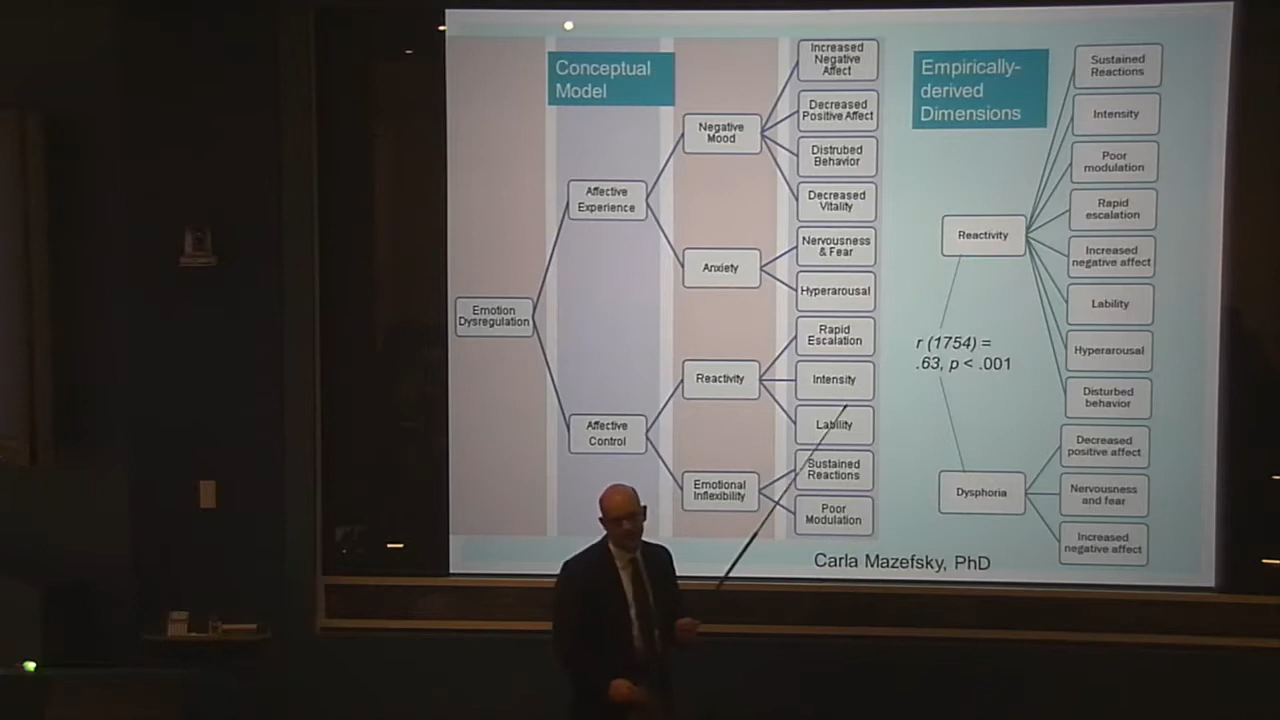 Conceptual
Model
Emotion
Dysregulation
Affective
Experience
Affective
Control
Negative
Mood
Anxiety
Reactivity
Emotional
Inflexibility
Increased
Negative
Affect
Decreased
Positive Affect
Distrubed
Behavior
Decreased
Vitality
Nervousness
& Fear
Hyperarousal
Rapid
Escalation
Intensity
Lability
Sustained
Reactions
Poor
Modulation
Empirically-
derived
Dimensions
Reactivity
r (1754) =
.63, p < .001
Dysphoria
Sustained
Reactions
Intensity
Poor
modulation
Rapid
escalation
Increased
negative affect
Lability
Hyperarousal
Disturbed
behavior
Decreased
positive affect
Nervousness
and fear
Increased
negative affect
Carla Mazefsky, PhD